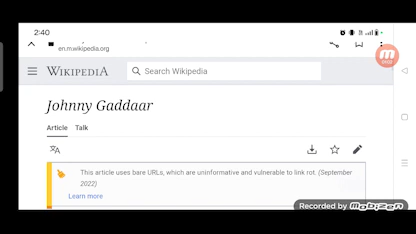 2:40
en.m.wikipedia.org
WIKIPEDIA
Search Wikipedia
Johnny Gaddaar
Article Talk
This article uses bare URLs, which are uninformative and vulnerable to link rot. (September
2022)
Learn more
Recorded by MOBIZEN